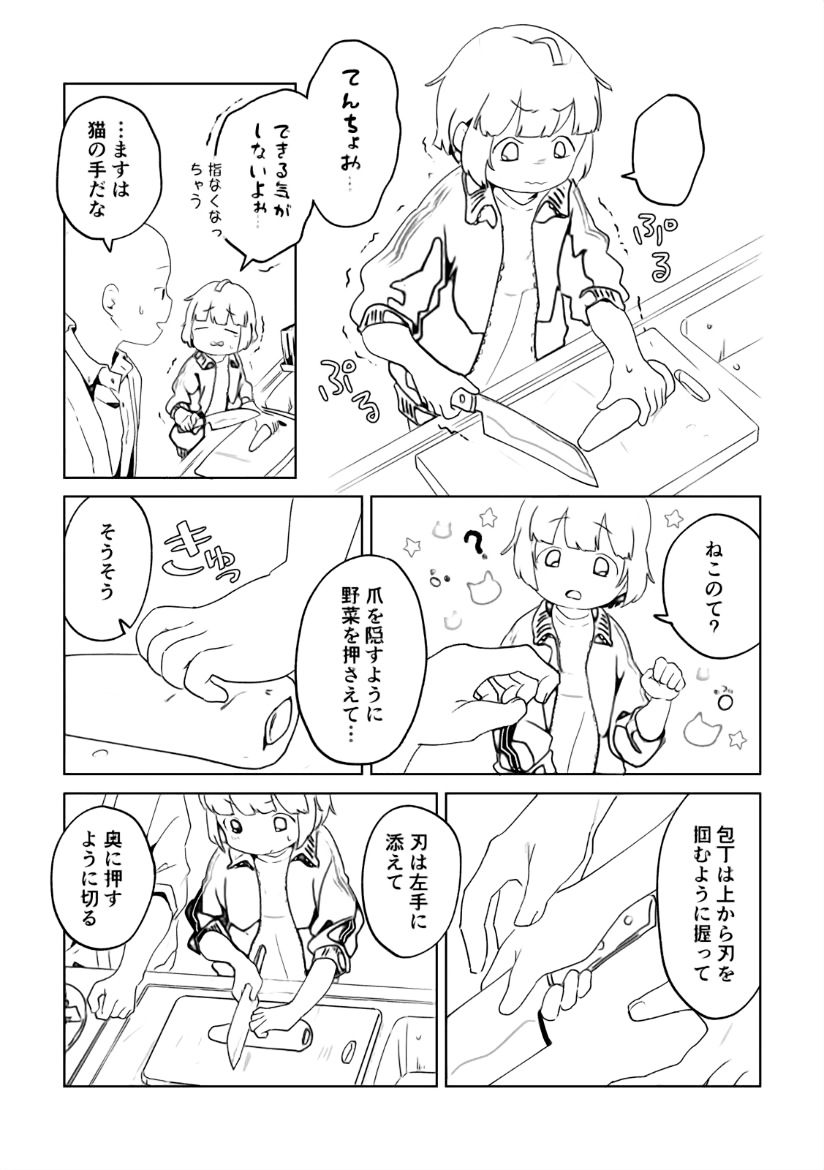 ぷる
ぷる
てんちょぉ…
できる気が
しないよぉ…
指なくなっ
ちゃう
…ますは
猫の手だな
ねこのて?
?
爪を隠すように
野菜を押さえて…
きゅっ
そうそう
包丁は上から刃を
掴むように握って
刃は左手に
添えて
奥に押す
ように切る